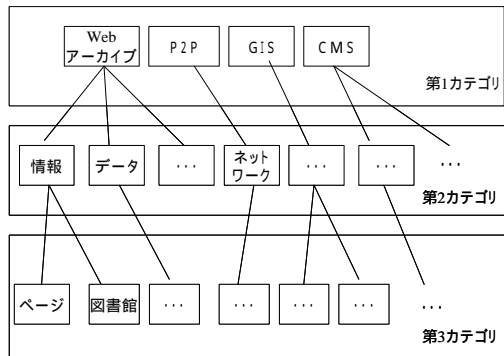 Web
アーカイブ
P2P
GIS
CMS
第1カテゴリ
情報
データ
···
ネット
ワーク
···
···
···
第2カテゴリ
ページ
図書館
···
···
···
···
···
第3カテゴリ